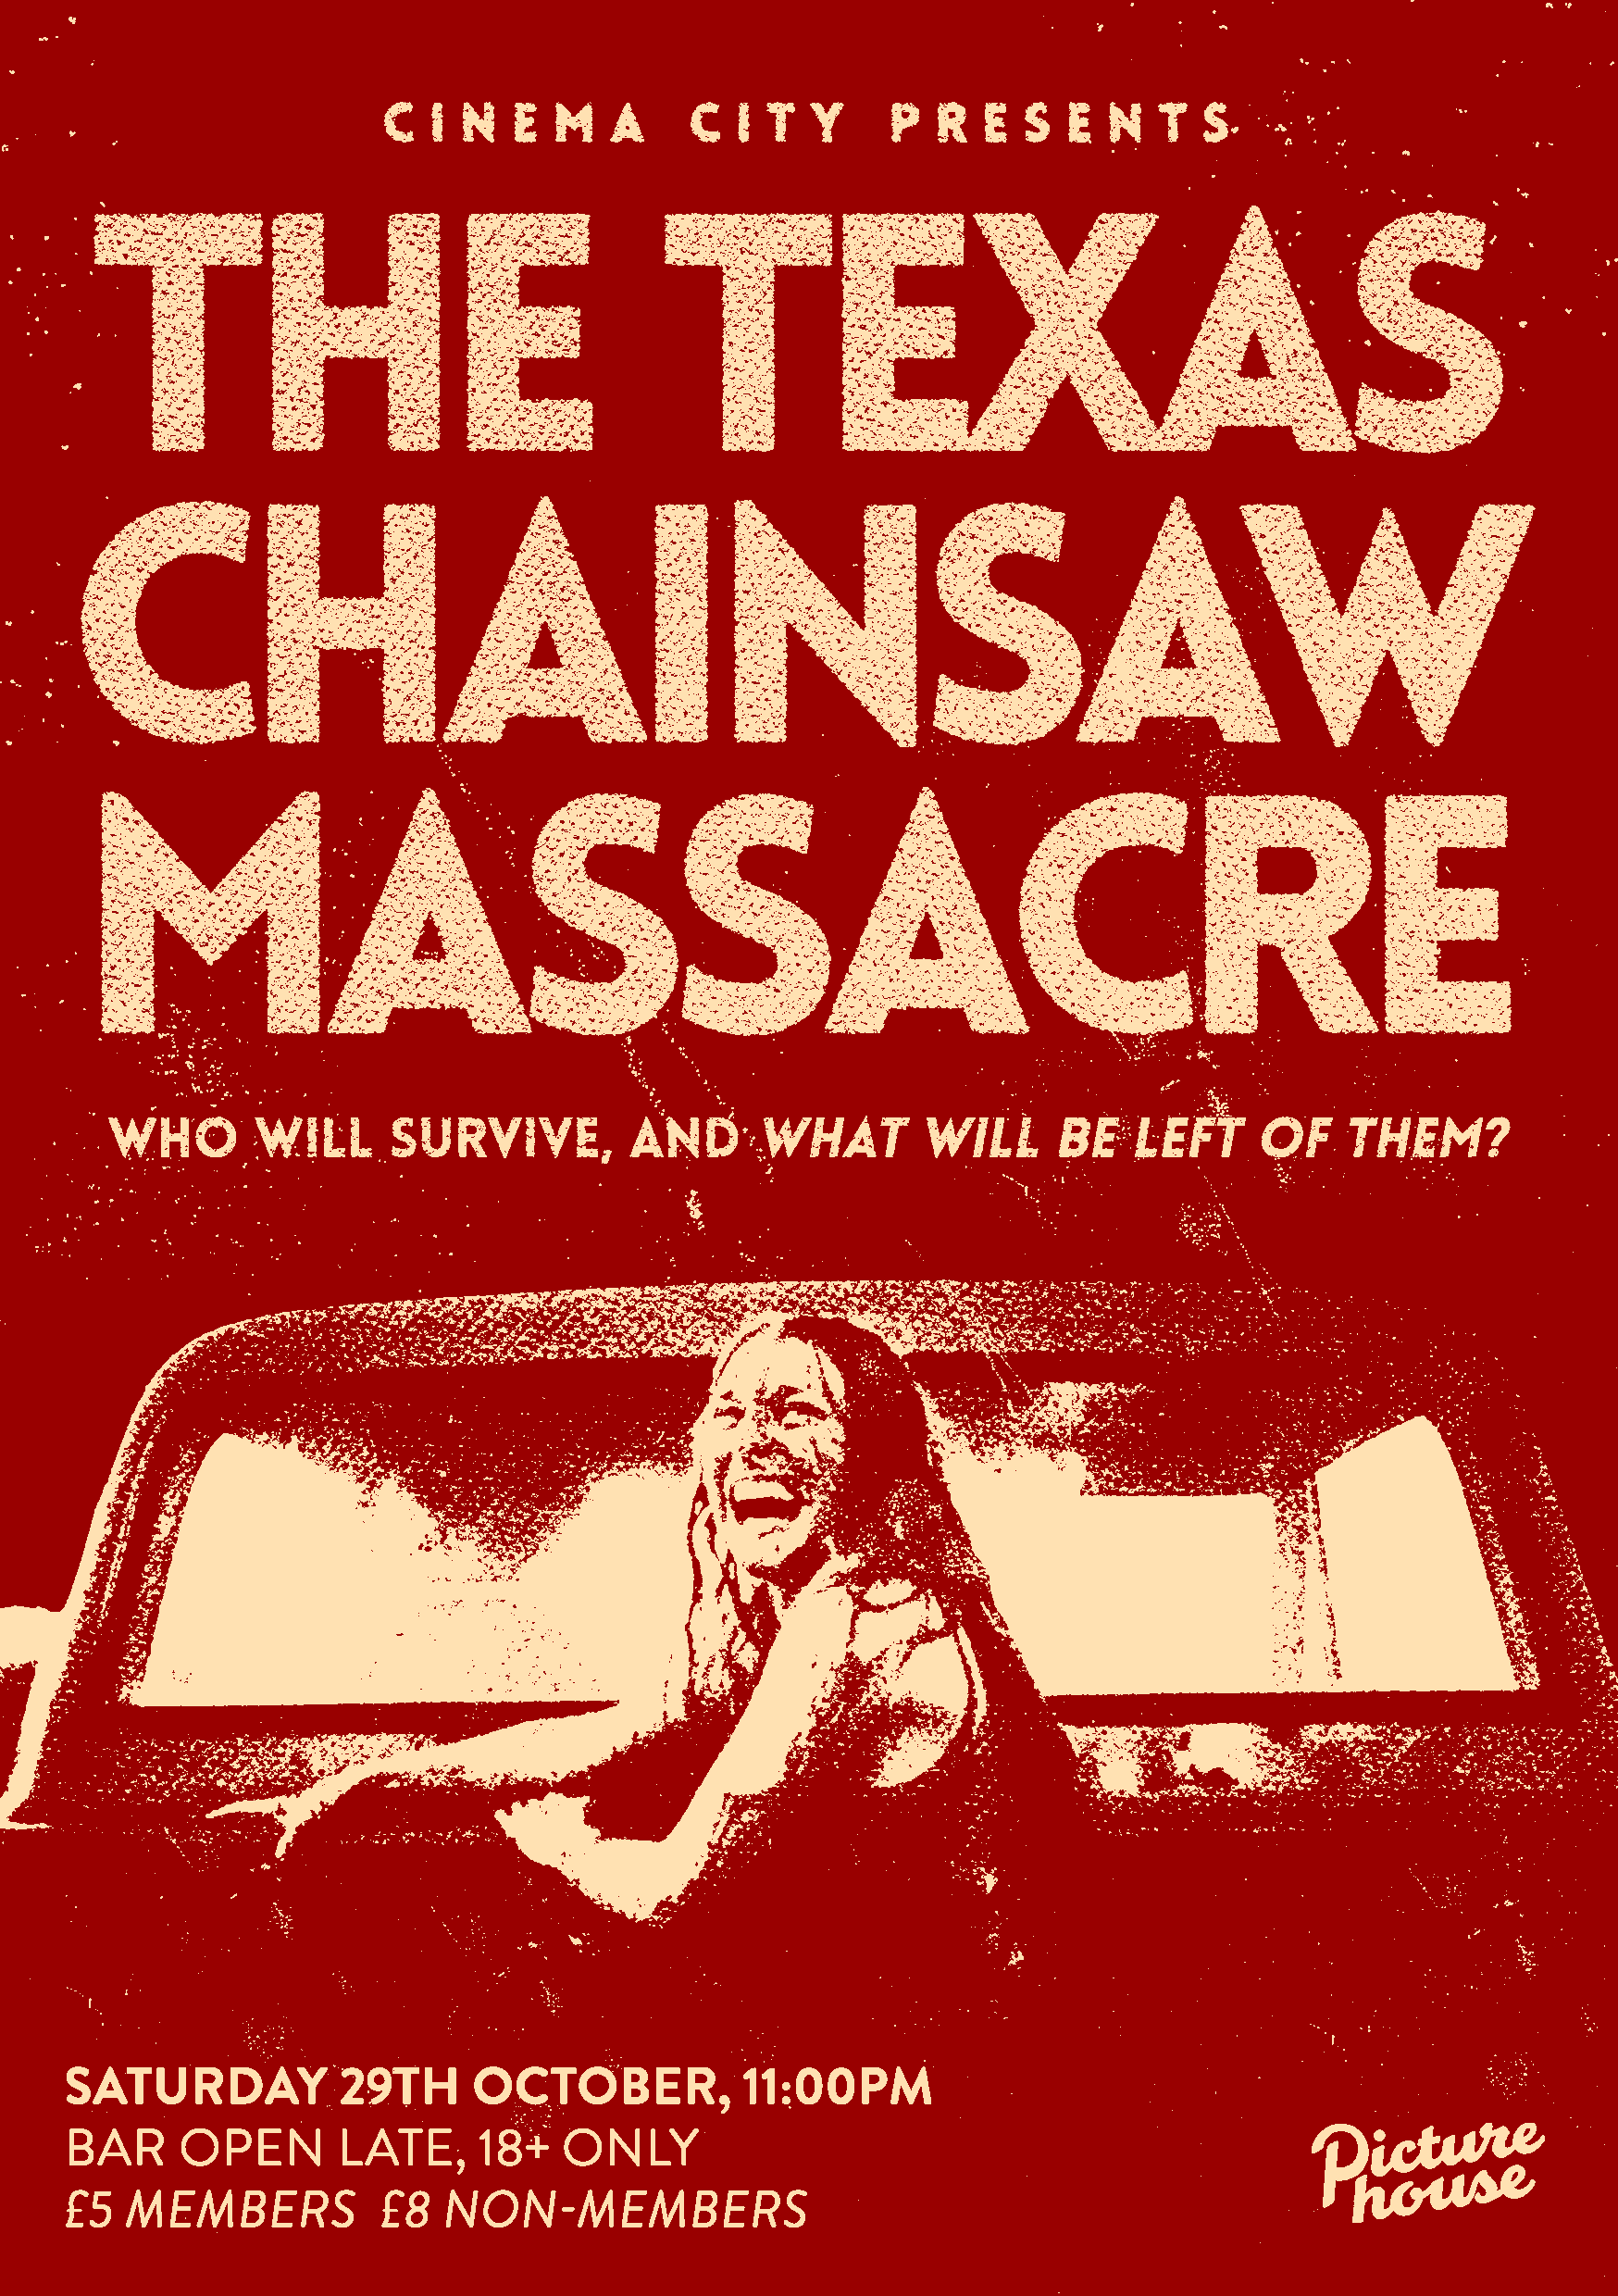 CINEMA CITY PRESENTS
THE TEXAS
CHAINSAW
MASSACRE
WHO WILL SURVIVE, AND WHAT WILL BE LEFT OF THEM?
SATURDAY 29TH OCTOBER, 11:00PM
BAR OPEN LATE, 18+ ONLY
£5 MEMBERS £8 NON-MEMBERS
Picture
house